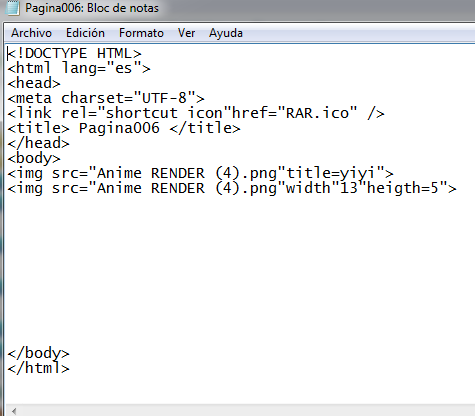 Pagina006: Bloc de notas
Archivo Edición Formato Ver Ayuda
<!DOCTYPE HTML>
<html lang="es">
<head>
<meta charset="UTF-8">
<link rel="shortcut icon"href="RAR.ico" />
<title> Pagina006 </title>
</head>
<body>
<img src="Anime RENDER (4).png"title=yiyi">
<img src="Anime RENDER (4).png"width"13"heigth=5">
</body>
</html>